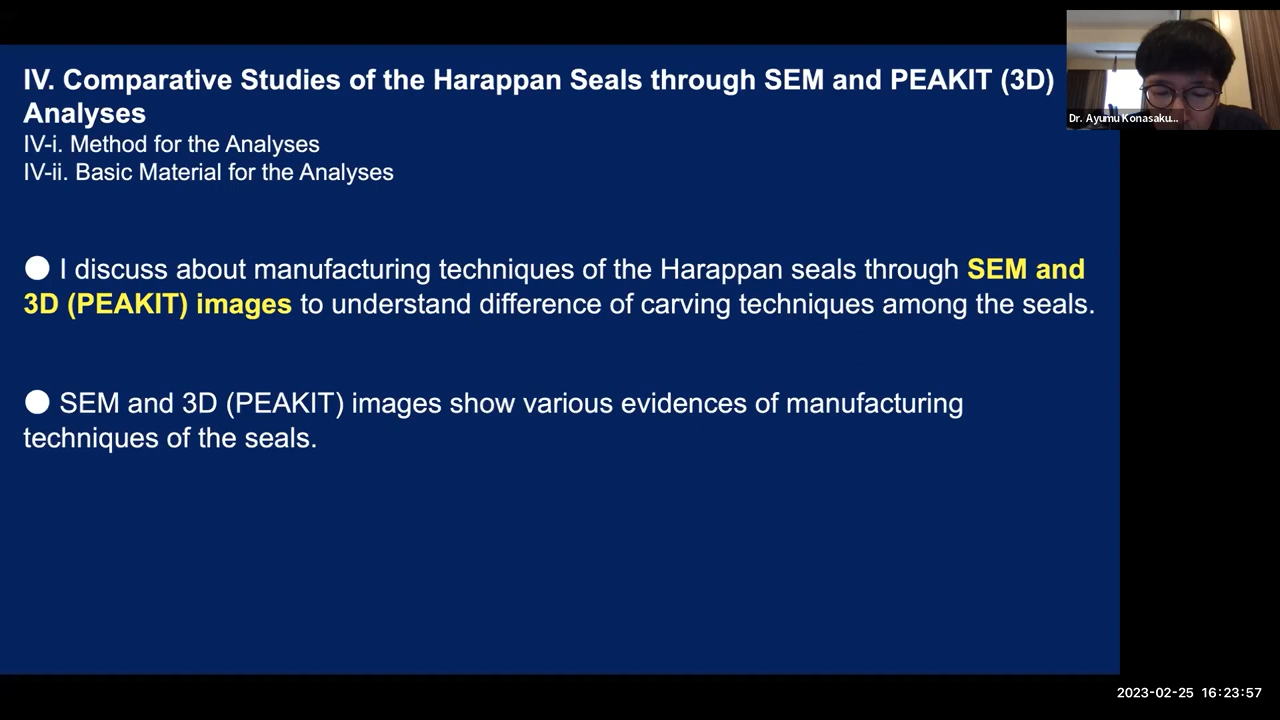 IV. Comparative Studies of the Harappan Seals through SEM and PEAKIT (3D)
Analyses
IV-i. Method for the Analyses
IV-ii. Basic Material for the Analyses
● I discuss about manufacturing techniques of the Harappan seals through SEM and
3D (PEAKIT) images to understand difference of carving techniques among the seals.
● SEM and 3D (PEAKIT) images show various evidences of manufacturing
techniques of the seals.
Dr. Ayumu Konasaku...
2023-02-25 16:23:57